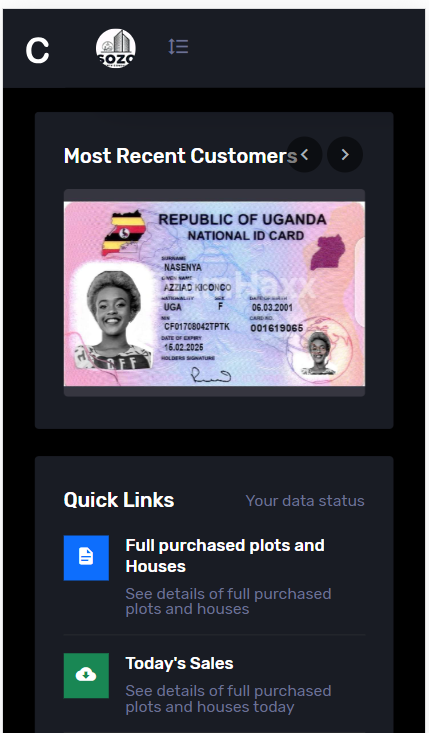 C
SOZO
Most Recent Customers
REPUBLIC OF UGANDA
NATIONAL ID CARD
SURNAME
NASENYA
GIVEN NAME
AZZIAD KICONCO
NATIONALITY SEX DATE OF BIRTH
UGA F 06.03.2001
NIN CARD NO.
CF01708042TPTK 001619065
DATE OF EXPIRY
15.02.2025
HOLDERS SIGNATURE
Quick Links
Your data status
Full purchased plots and
Houses
See details of full purchased
plots and houses
Today's Sales
See details of full purchased
plots and houses today